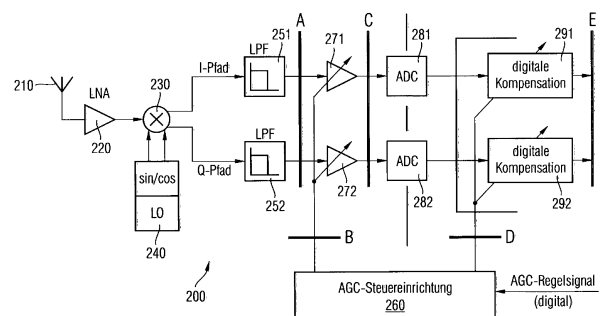 A
C
E
LPF
251
271
281
291
I-Pfad
210
LNA
230
ADC
digitale
Kompensation
220
LPF
Q-Pfad
ADC
digitale
Kompensation
sin/cos
252
272
282
292
LO
240
B
D
200
AGC-Steuereinrichtung
260
AGC-Regelsignal
(digital)